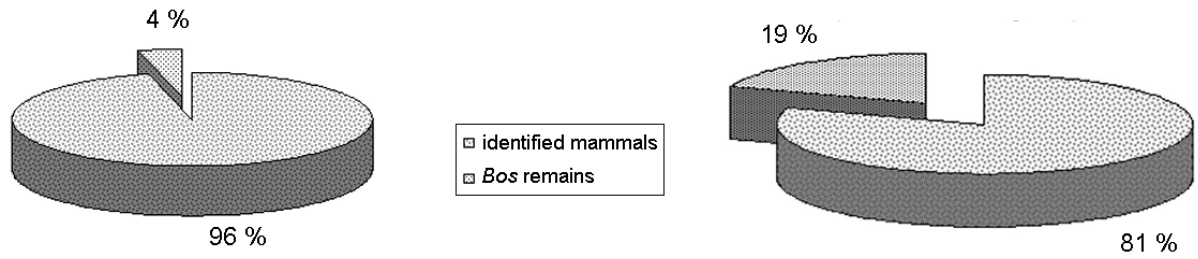 4 %
96 %
identified mammals
Bos remains
19 %
81 %